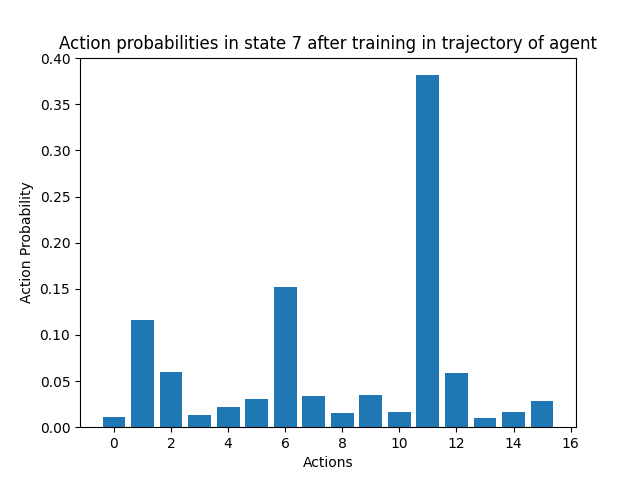 Action probabilities in state 7 after training in trajectory of agent
0.40
0.35
0.30
0.25
0.20
0.15
0.10
0.05
0.00
Action Probability
0 2 4 6 8 10 12 14 16
Actions